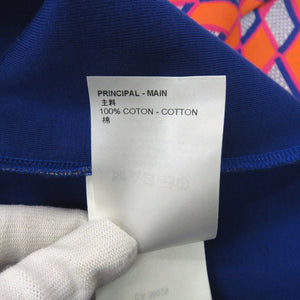 PRINCIPAL - MAIN
主料
100% COTON - COTTON
棉